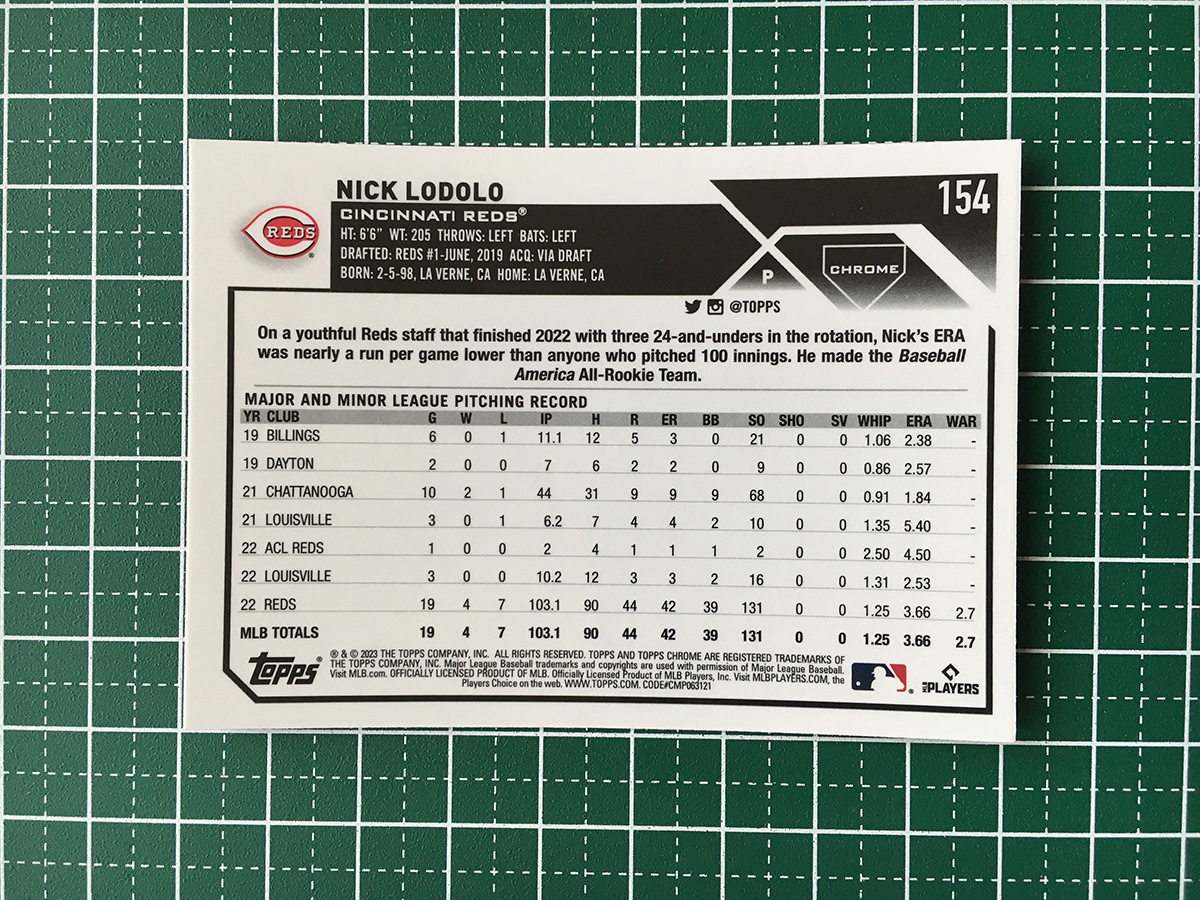 NICK LODOLO
154
REDS
CINCINNATI REDS®
HT: 6'6" WT: 205 THROWS: LEFT BATS: LEFT
DRAFTED: REDS #1-JUNE, 2019 ACQ: VIA DRAFT
BORN: 2-5-98, LA VERNE, CA HOME: LA VERNE, CA
P
CHROME
@TOPPS
On a youthful Reds staff that finished 2022 with three 24-and-unders in the rotation, Nick's ERA
was nearly a run per game lower than anyone who pitched 100 innings. He made the Baseball
America All-Rookie Team.
MAJOR AND MINOR LEAGUE PITCHING RECORD
YR CLUB G W L IP H R ER BB SO SHO SV WHIP ERA WAR
19 BILLINGS 6 0 1 11.1 12 5 3 0 21 0 0 1.06 2.38 -
19 DAYTON 2 0 0 7 6 2 2 0 9 0 0 0.86 2.57 -
21 CHATTANOOGA 10 2 1 44 31 9 9 9 68 0 0 0.91 1.84 -
21 LOUISVILLE 3 0 1 6.2 7 4 4 2 10 0 0 1.35 5.40 -
22 ACL REDS 1 0 0 2 4 1 1 1 2 0 0 2.50 4.50 -
22 LOUISVILLE 3 0 0 10.2 12 3 3 2 16 0 0 1.31 2.53 -
22 REDS 19 4 7 103.1 90 44 42 39 131 0 0 1.25 3.66 2.7
MLB TOTALS 19 4 7 103.1 90 44 42 39 131 0 0 1.25 3.66 2.7
Topps®
® & © 2023 THE TOPPS COMPANY, INC. ALL RIGHTS RESERVED. TOPPS AND TOPPS CHROME ARE REGISTERED TRADEMARKS OF
THE TOPPS COMPANY, INC. Major League Baseball trademarks and copyrights are used with permission of Major League Baseball.
Visit MLB.com. OFFICIALLY LICENSED PRODUCT OF MLB. Officially Licensed Product of MLB Players, Inc. Visit MLBPLAYERS.COM, the
Players Choice on the web. WWW.TOPPS.COM. CODE#CMP063121
MLB PLAYERS